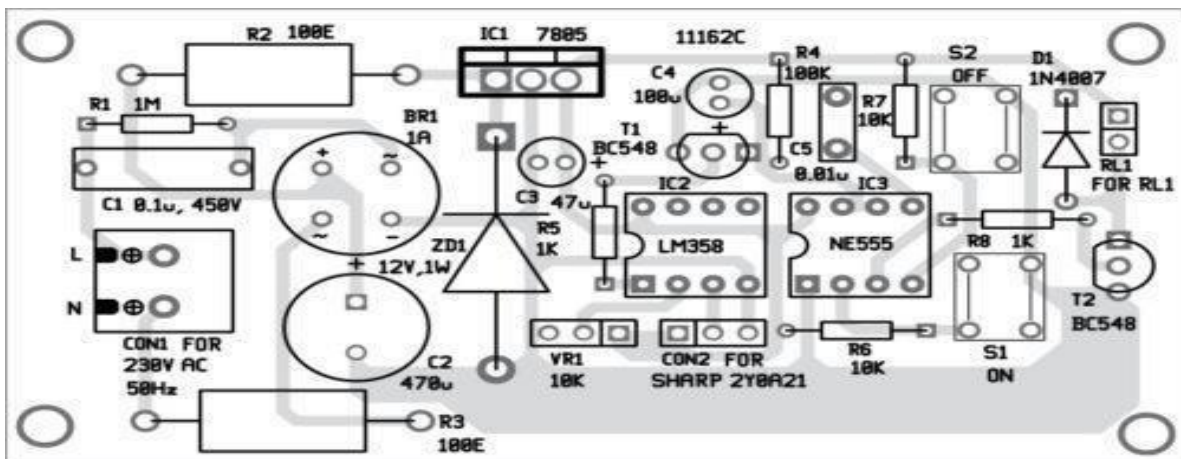 R2 100E
IC1 7805
11162C
R1 1M
BR1
1A
C4
100u
R4
100K
R7
10K
S2
OFF
D1
1N4007
T1
BC548
C5
0.01u
RL1
FOR RL1
+ ~
~ -
C1 0.1u, 450V
C3
47u
+
+
IC2
LM358
IC3
NE555
R5
1K
R8 1K
L
N
ZD1
12V,1W
+
T2
BC548
CON1 FOR
230V AC
50Hz
C2
470u
VR1
10K
CON2 FOR
SHARP 2Y0A21
R6
10K
S1
ON
R3
100E